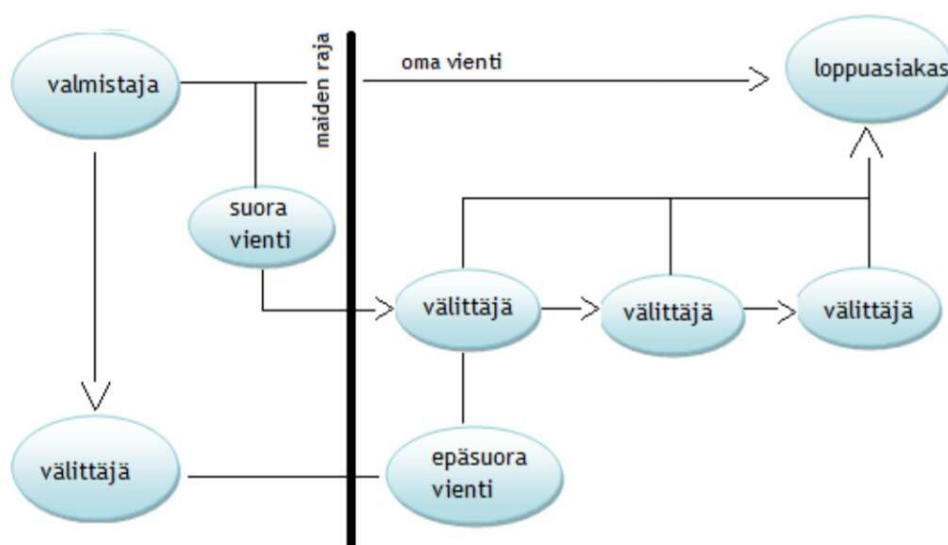 valmistaja
maiden raja
oma vienti
loppuasiakas
suora
vienti
välittäjä
välittäjä
välittäjä
välittäjä
epäsuora
vienti